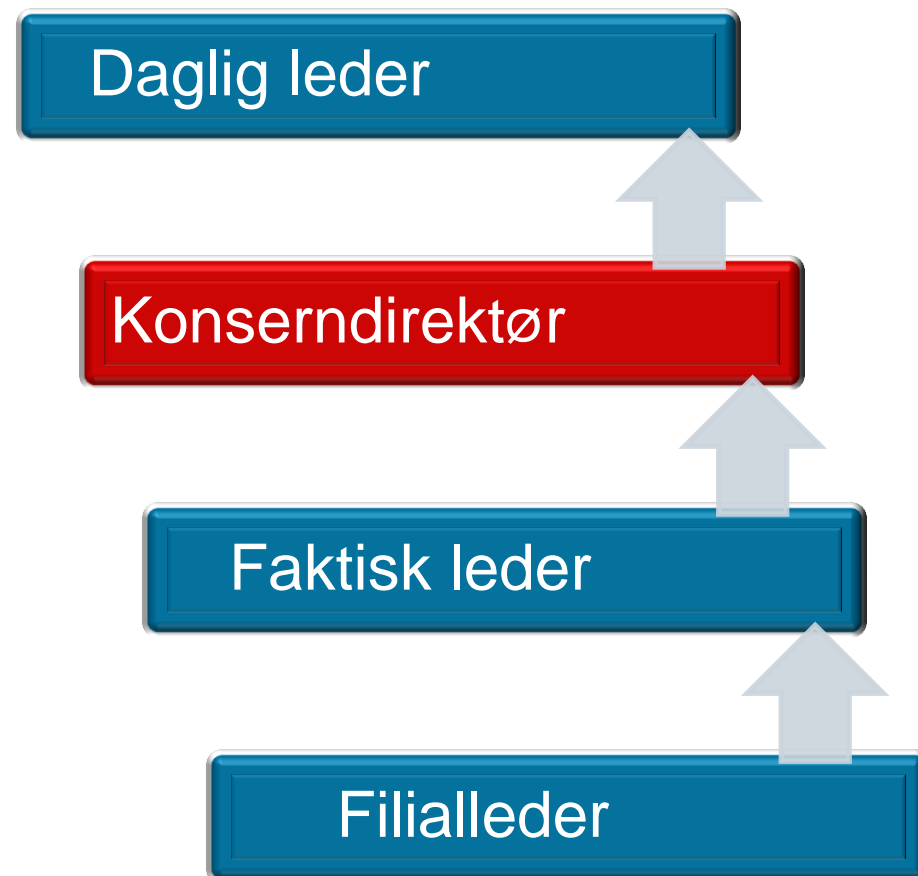 Daglig leder
Konserndirektør
Faktisk leder
Filialleder